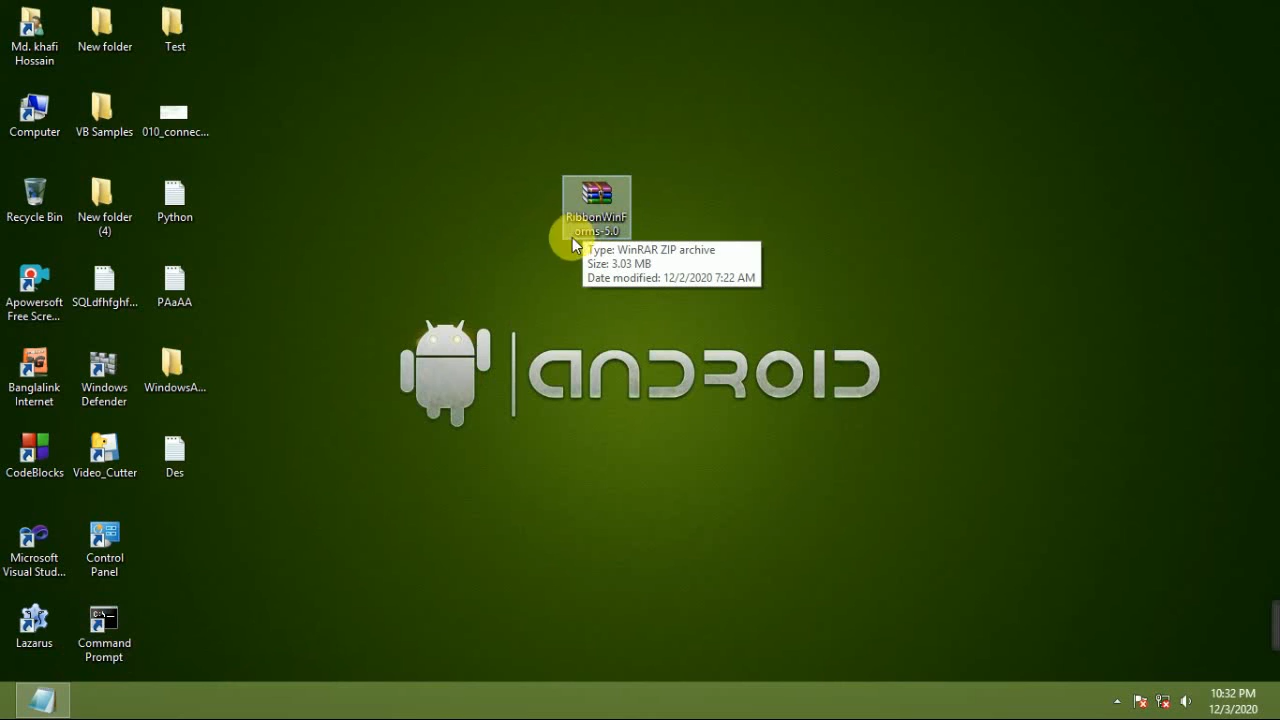 Md. khafi
Hossain
New folder
Test
Computer
VB Samples
010_connec...
Recycle Bin
New folder
(4)
Python
Apowersoft
Free Scre...
SQLdfhfghf...
PAaAA
Banglalink
Internet
Windows
Defender
WindowsA...
CodeBlocks
Video_Cutter
Des
Microsoft
Visual Stud...
Control
Panel
Lazarus
Command
Prompt
RibbonWinF
orms-5.0
Type: WinRAR ZIP archive
Size: 3.03 MB
Date modified: 12/2/2020 7:22 AM
ANDROID
10:32 PM
12/3/2020